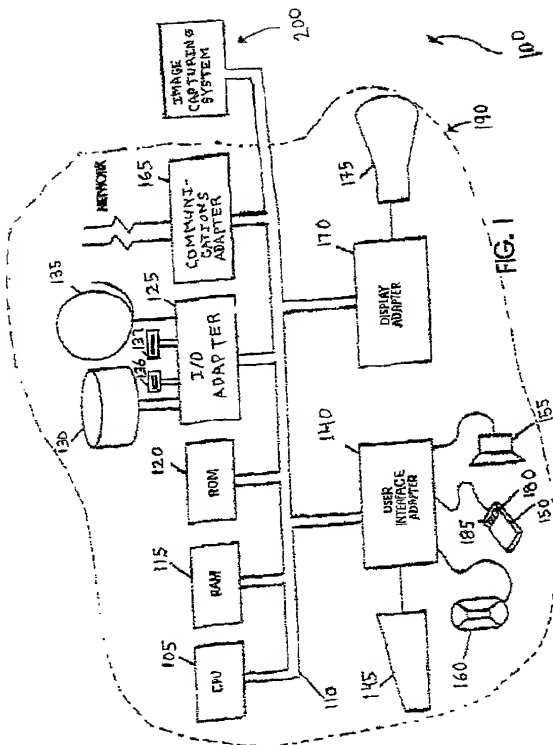 IMAGE
CAPTURING
SYSTEM
200
NETWORK
165
COMMUNI-
CATIONS
ADAPTER
135
125
137
136
I/O
ADAPTER
130
120
ROM
115
RAM
105
CPU
110
100
190
175
170
DISPLAY
ADAPTER
140
USER
INTERFACE
ADAPTER
155
180
185
150
160
145
FIG. 1